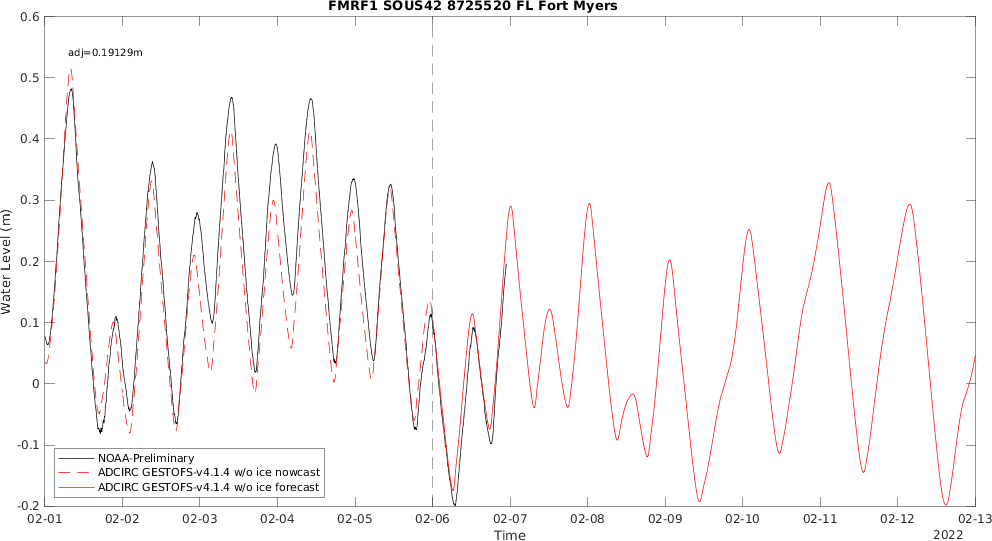 FMRF1 SOUS42 8725520 FL Fort Myers
adj=0.19129m
0.6
0.5
0.4
0.3
0.2
0.1
0
-0.1
-0.2
Water Level (m)
NOAA-Preliminary
ADCIRC GESTOFS-v4.1.4 w/o ice nowcast
ADCIRC GESTOFS-v4.1.4 w/o ice forecast
02-01 02-02 02-03 02-04 02-05 02-06 02-07 02-08 02-09 02-10 02-11 02-12 02-13
Time
2022